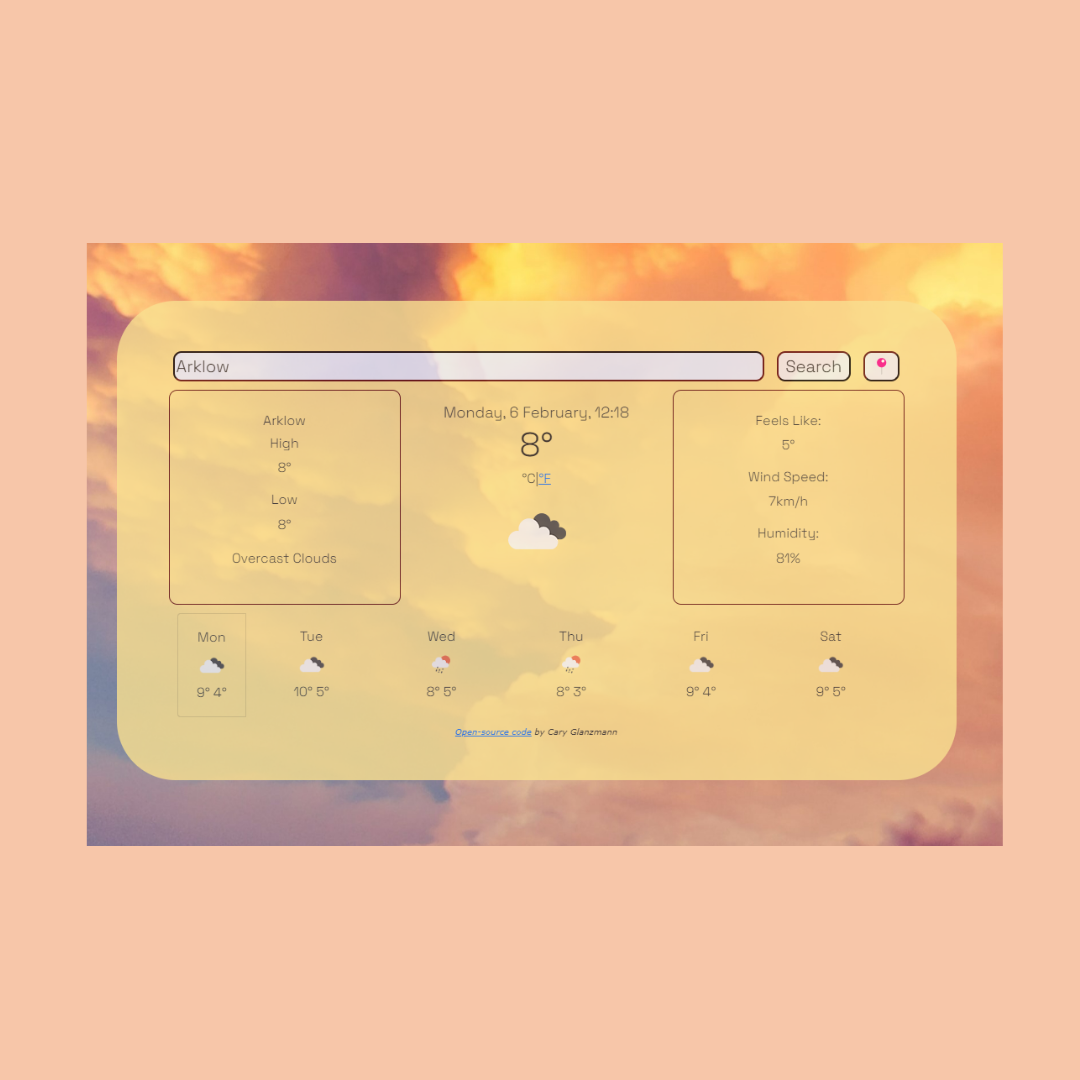 Arklow
Search
Arklow
High
8°
Low
8°
Overcast Clouds
Monday, 6 February, 12:18
8°
°C|°F
Feels Like:
5°
Wind Speed:
7km/h
Humidity:
81%
Mon
9° 4°
Tue
10° 5°
Wed
8° 5°
Thu
8° 3°
Fri
9° 4°
Sat
9° 5°
Open-source code by Cary Glanzmann